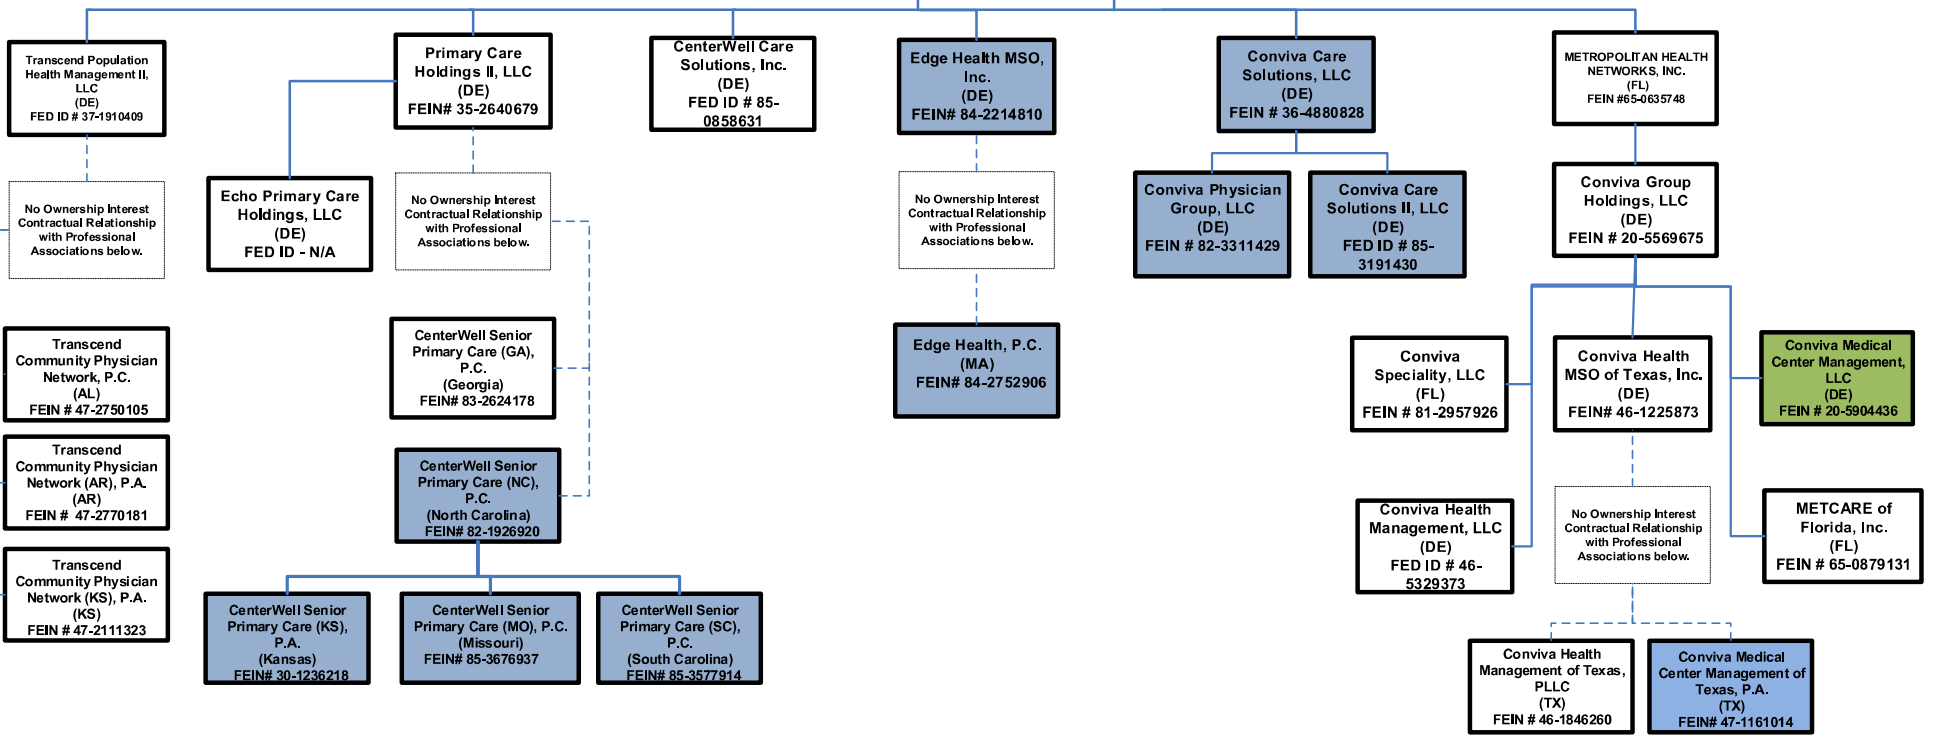 Transcend Population
Health Management II,
LLC
(DE)
FED ID # 37-1910409
Primary Care
Holdings II, LLC
(DE)
FEIN# 35-2640679
CenterWell Care
Solutions, Inc.
(DE)
FED ID # 85-
0858631
Edge Health MSO,
Inc.
(DE)
FEIN# 84-2214810
Conviva Care
Solutions, LLC
(DE)
FEIN # 36-4880828
METROPOLITAN HEALTH
NETWORKS, INC.
(FL)
FEIN #65-0635748
No Ownership Interest
Contractual Relationship
with Professional
Associations below.
Echo Primary Care
Holdings, LLC
(DE)
FED ID - N/A
No Ownership Interest
Contractual Relationship
with Professional
Associations below.
No Ownership Interest
Contractual Relationship
with Professional
Associations below.
Conviva Physician
Group, LLC
(DE)
FEIN # 82-3311429
Conviva Care
Solutions II, LLC
(DE)
FED ID # 85-
3191430
Conviva Group
Holdings, LLC
(DE)
FEIN # 20-5569675
Transcend
Community Physician
Network, P.C.
(AL)
FEIN # 47-2750105
CenterWell Senior
Primary Care (GA),
P.C.
(Georgia)
FEIN# 83-2624178
Edge Health, P.C.
(MA)
FEIN# 84-2752906
Conviva
Speciality, LLC
(FL)
FEIN # 81-2957926
Conviva Health
MSO of Texas, Inc.
(DE)
FEIN# 46-1225873
Conviva Medical
Center Management,
LLC
(DE)
FEIN # 20-5904436
Transcend
Community Physician
Network (AR), P.A.
(AR)
FEIN # 47-2770181
CenterWell Senior
Primary Care (NC),
P.C.
(North Carolina)
FEIN# 82-1926920
Conviva Health
Management, LLC
(DE)
FED ID # 46-
5329373
No Ownership Interest
Contractual Relationship
with Professional
Associations below.
METCARE of
Florida, Inc.
(FL)
FEIN # 65-0879131
Transcend
Community Physician
Network (KS), P.A.
(KS)
FEIN # 47-2111323
CenterWell Senior
Primary Care (KS),
P.A.
(Kansas)
FEIN# 30-1236218
CenterWell Senior
Primary Care (MO), P.C.
(Missouri)
FEIN# 85-3676937
CenterWell Senior
Primary Care (SC),
P.C.
(South Carolina)
FEIN# 85-3577914
Conviva Health
Management of Texas,
PLLC
(TX)
FEIN # 46-1846260
Conviva Medical
Center Management of
Texas, P.A.
(TX)
FEIN# 47-1161014